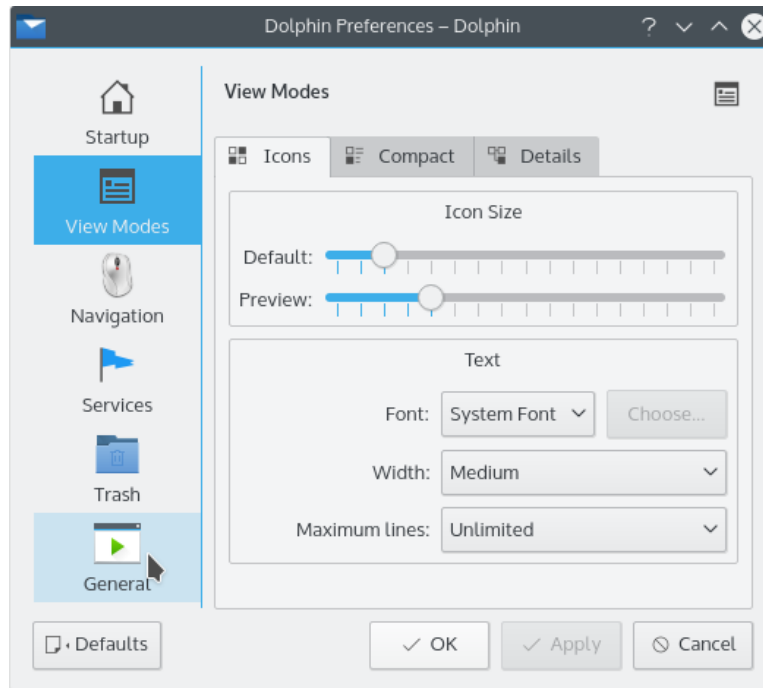 Dolphin Preferences – Dolphin
Startup
View Modes
Navigation
Services
Trash
General
View Modes
Icons Compact Details
Icon Size
Default:
Preview:
Text
Font: System Font Choose...
Width: Medium
Maximum lines: Unlimited
Defaults OK Apply Cancel